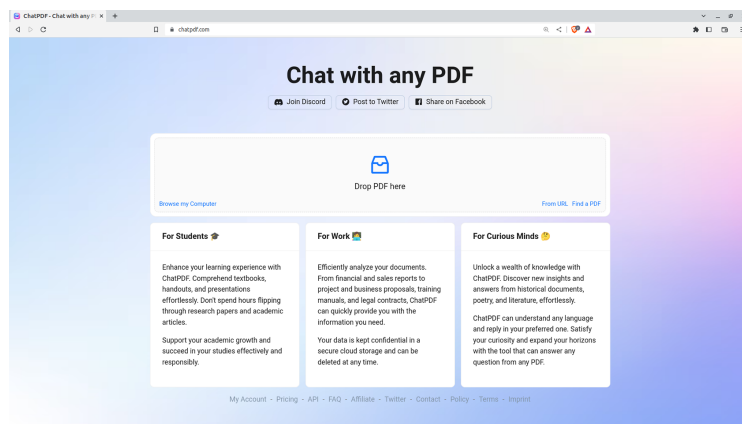 ChatPDF - Chat with any P
chatpdf.com
Chat with any PDF
Join Discord
Post to Twitter
Share on Facebook
Drop PDF here
Browse my Computer
From URL Find a PDF
For Students 🎓
Enhance your learning experience with
ChatPDF. Comprehend textbooks,
handouts, and presentations
effortlessly. Don't spend hours flipping
through research papers and academic
articles.
Support your academic growth and
succeed in your studies effectively and
responsibly.
For Work 🧑‍💻
Efficiently analyze your documents.
From financial and sales reports to
project and business proposals, training
manuals, and legal contracts, ChatPDF
can quickly provide you with the
information you need.
Your data is kept confidential in a
secure cloud storage and can be
deleted at any time.
For Curious Minds 🤔
Unlock a wealth of knowledge with
ChatPDF. Discover new insights and
answers from historical documents,
poetry, and literature, effortlessly.
ChatPDF can understand any language
and reply in your preferred one. Satisfy
your curiosity and expand your horizons
with the tool that can answer any
question from any PDF.
My Account - Pricing - API - FAQ - Affiliate - Twitter - Contact - Policy - Terms - Imprint